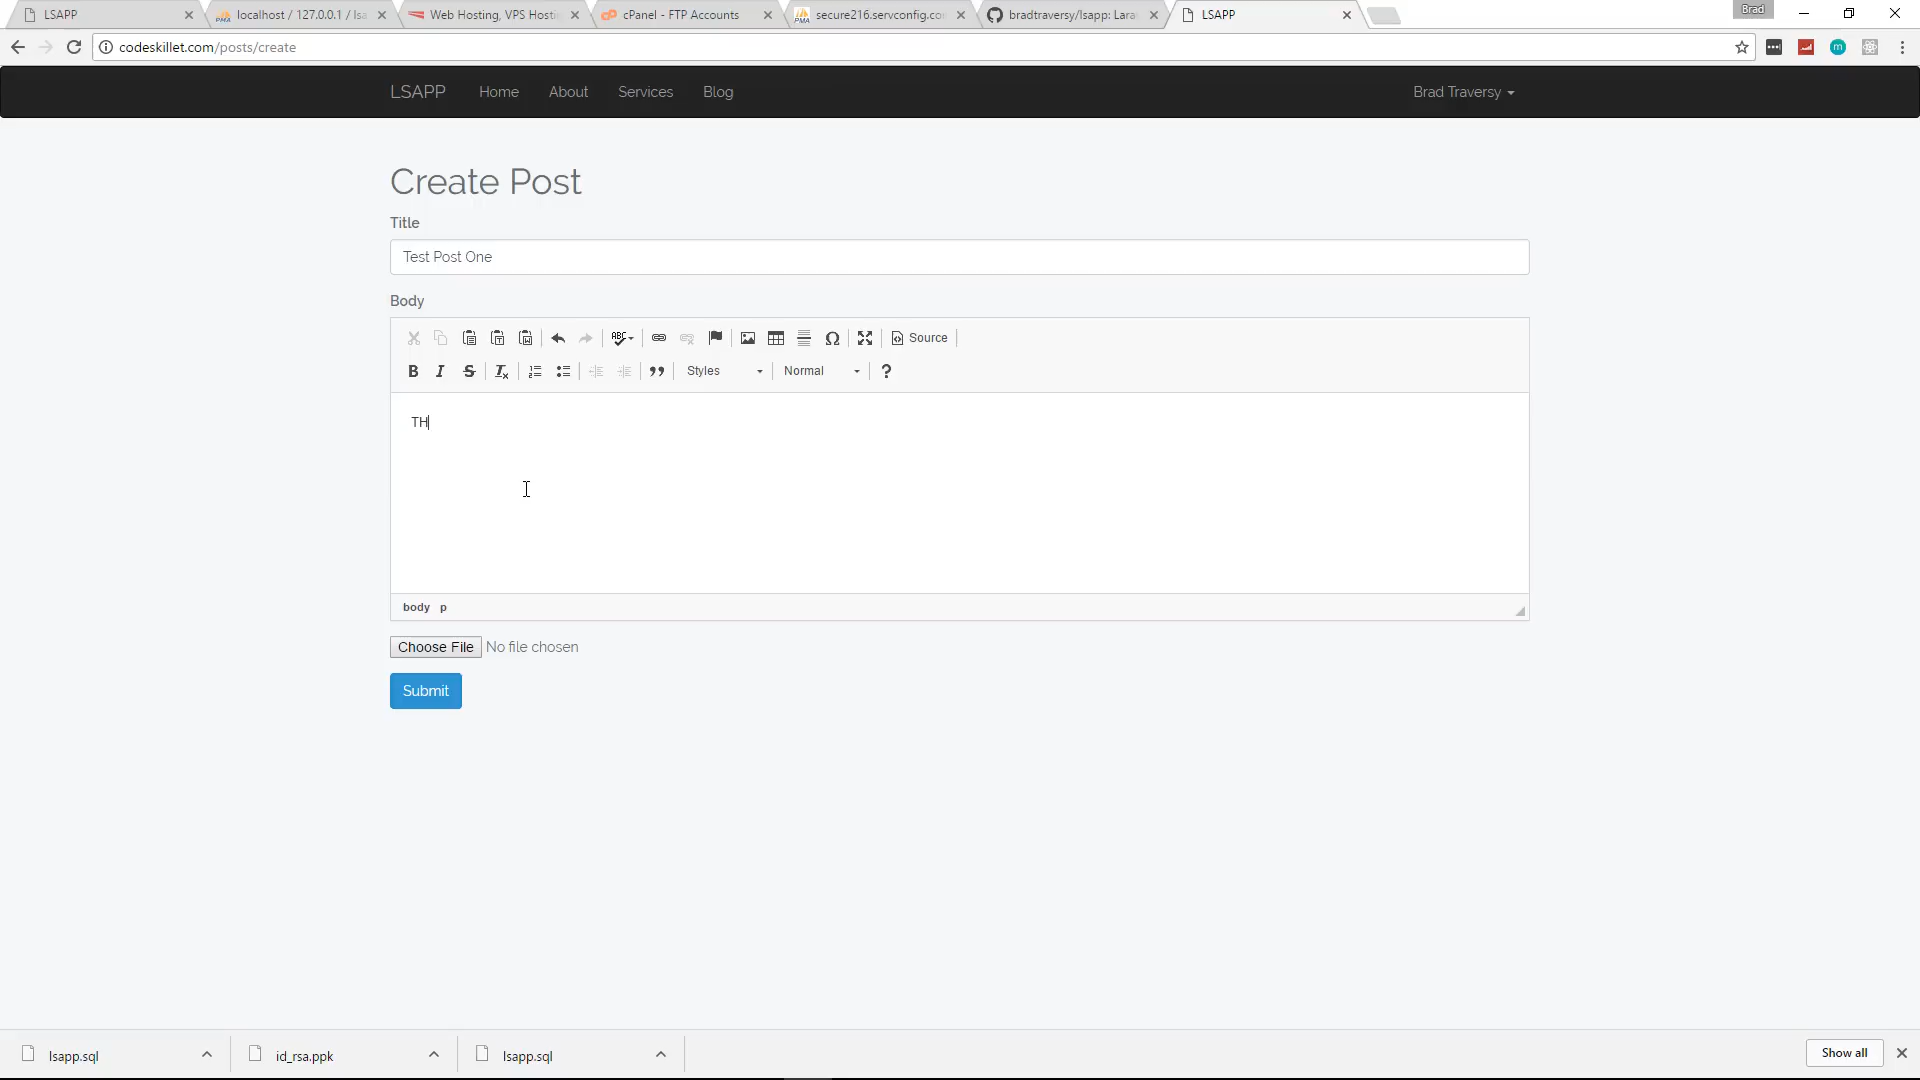 LSAPP
localhost / 127.0.0.1 / lsa
Web Hosting, VPS Hosti
cPanel - FTP Accounts
secure216.servconfig.co
bradtraversy/lsapp: Lara
LSAPP
Brad
codeskillet.com/posts/create
LSAPP Home About Services Blog Brad Traversy
Create Post
Title
Test Post One
Body
Source
Styles Normal
TH
body p
Choose File No file chosen
Submit
lsapp.sql
id_rsa.ppk
lsapp.sql
Show all